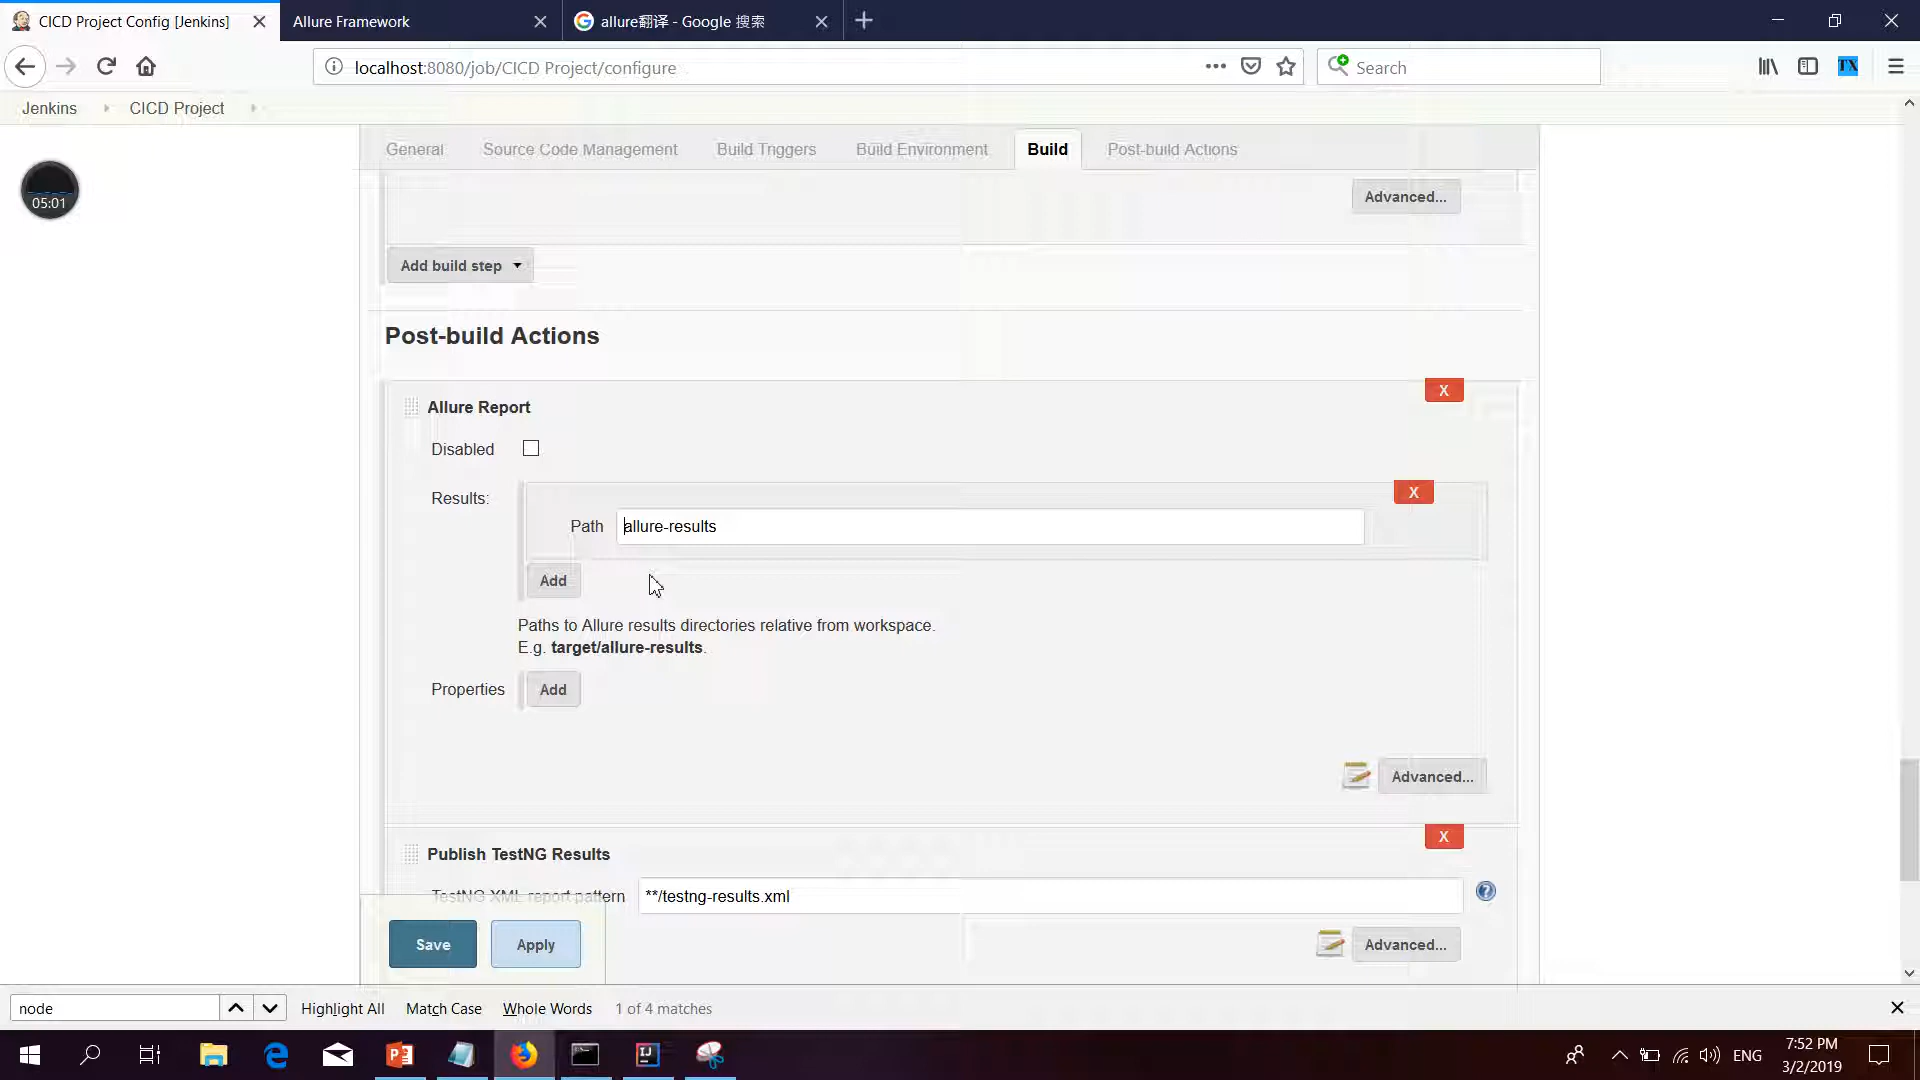 CICD Project Config [Jenkins]
Allure Framework
allure翻译 - Google 搜索
localhost:8080/job/CICD Project/configure
Search
TX
Jenkins
CICD Project
05:01
General
Source Code Management
Build Triggers
Build Environment
Build
Post-build Actions
Advanced...
Add build step
Post-build Actions
X
Allure Report
Disabled
Results:
X
Path
allure-results
Add
Paths to Allure results directories relative from workspace.
E.g. target/allure-results.
Properties
Add
Advanced...
X
Publish TestNG Results
TestNG XML report pattern
**/testng-results.xml
Save
Apply
Advanced...
node
Highlight All
Match Case
Whole Words
1 of 4 matches
ENG
7:52 PM
3/2/2019